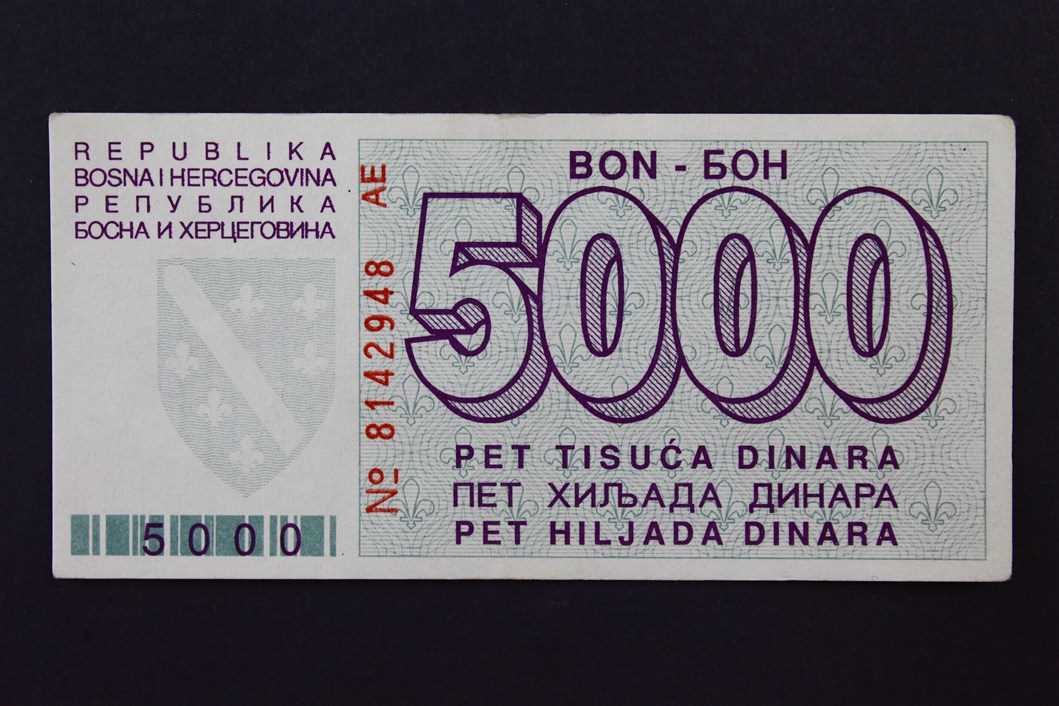 REPUBLIKA
BOSNA I HERCEGOVINA
РЕПУБЛИКА
БОСНА И ХЕРЦЕГОВИНА
5000
№ 8142948 AE
BON - БОН
5000
PET TISUĆA DINARA
ПЕТ ХИЉАДА ДИНАРА
PET HILJADA DINARA